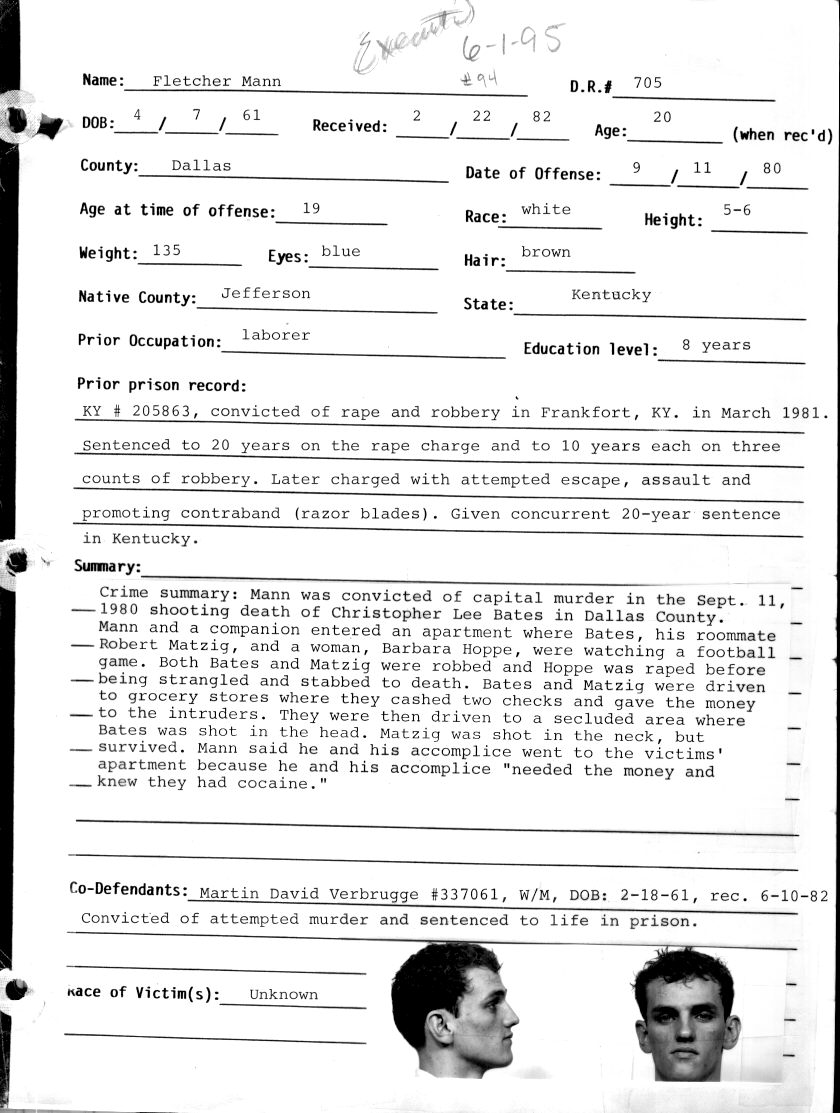 Executed
6-1-95
#94
Name: Fletcher Mann D.R.# 705
DOB: 4 / 7 / 61 Received: 2 / 22 / 82 Age: 20 (when rec'd)
County: Dallas Date of Offense: 9 / 11 / 80
Age at time of offense: 19 Race: white Height: 5-6
Weight: 135 Eyes: blue Hair: brown
Native County: Jefferson State: Kentucky
Prior Occupation: laborer Education level: 8 years
Prior prison record:
KY # 205863, convicted of rape and robbery in Frankfort, KY. in March 1981.
Sentenced to 20 years on the rape charge and to 10 years each on three
counts of robbery. Later charged with attempted escape, assault and
promoting contraband (razor blades). Given concurrent 20-year sentence
in Kentucky.
Summary:
Crime summary: Mann was convicted of capital murder in the Sept. 11,
1980 shooting death of Christopher Lee Bates in Dallas County.
Mann and a companion entered an apartment where Bates, his roommate
Robert Matzig, and a woman, Barbara Hoppe, were watching a football
game. Both Bates and Matzig were robbed and Hoppe was raped before
being strangled and stabbed to death. Bates and Matzig were driven
to grocery stores where they cashed two checks and gave the money
to the intruders. They were then driven to a secluded area where
Bates was shot in the head. Matzig was shot in the neck, but
survived. Mann said he and his accomplice went to the victims'
apartment because he and his accomplice "needed the money and
knew they had cocaine."
Co-Defendants: Martin David Verbrugge #337061, W/M, DOB: 2-18-61, rec. 6-10-82
Convicted of attempted murder and sentenced to life in prison.
Race of Victim(s): Unknown